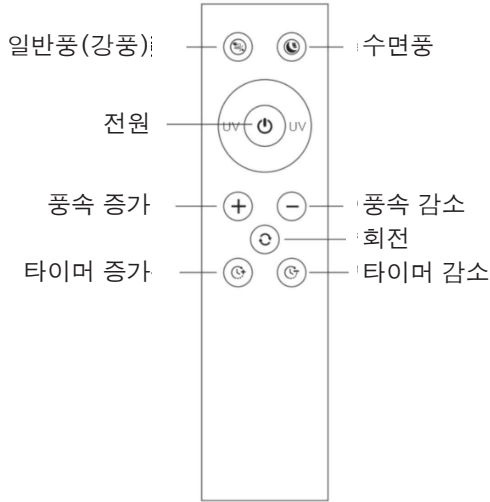 일반풍(강풍)
수면풍
전원
UV UV
풍속 증가
풍속 감소
회전
타이머 증가
타이머 감소